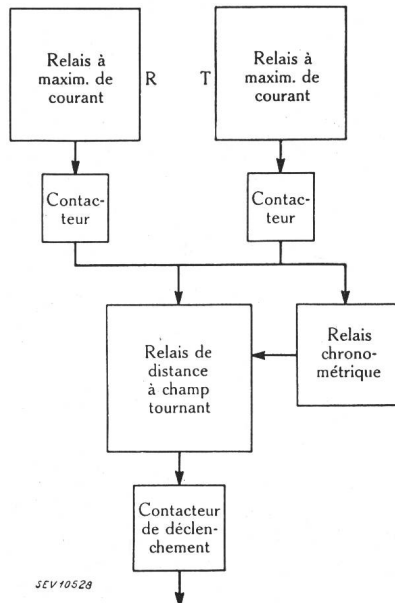 Relais à
maxim. de
courant
R
T
Relais à
maxim. de
courant
Contac-
teur
Contac-
teur
Relais de
distance
à champ
tournant
Relais
chrono-
métrique
Contacteur
de déclen-
chement
SEV10528